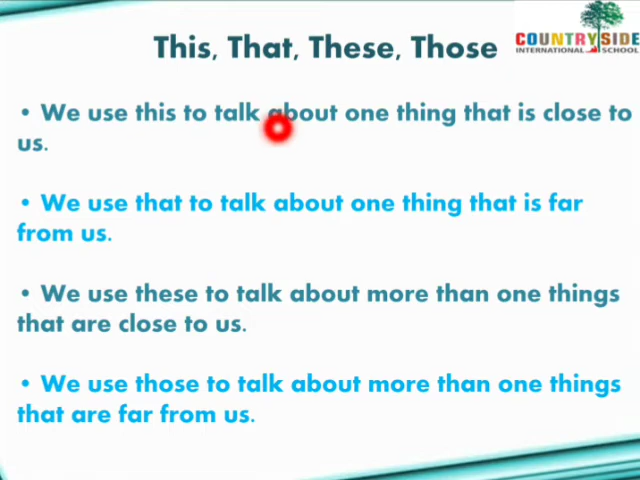 This, That, These, Those
COUNTRYSIDE
INTERNATIONAL SCHOOL
• We use this to talk about one thing that is close to
us.
• We use that to talk about one thing that is far
from us.
• We use these to talk about more than one things
that are close to us.
• We use those to talk about more than one things
that are far from us.